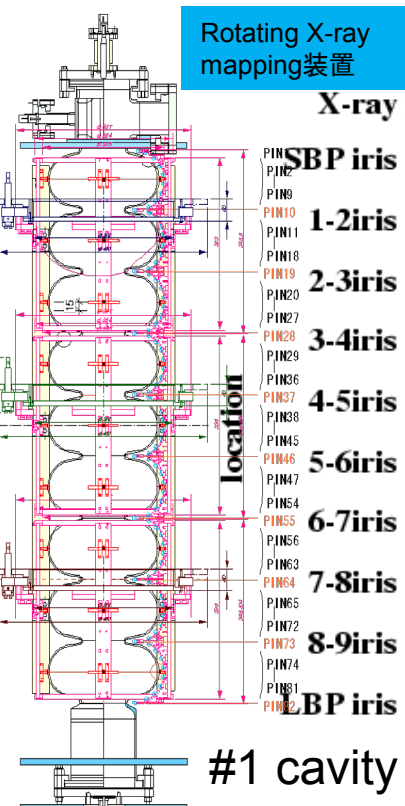 Rotating X-ray
mapping装置
X-ray
PIN1
SBP iris
PIN2
PIN9
PIN10
1-2iris
PIN11
PIN18
PIN19
2-3iris
PIN20
PIN27
PIN28
3-4iris
PIN29
PIN36
PIN37
4-5iris
PIN38
PIN45
PIN46
5-6iris
PIN47
PIN54
PIN55
6-7iris
PIN56
PIN63
PIN64
7-8iris
PIN65
PIN72
PIN73
8-9iris
PIN74
PIN81
PIN82
LBP iris
location
15
#1 cavity